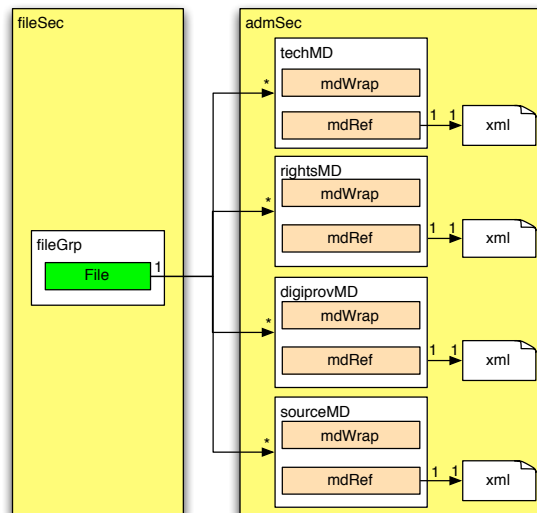 fileSec
admSec
techMD
*
mdWrap
mdRef
1 1
xml
rightsMD
mdWrap
*
mdRef
1 1
xml
fileGrp
File
1
digiprovMD
mdWrap
*
mdRef
1 1
xml
sourceMD
mdWrap
*
mdRef
1 1
xml